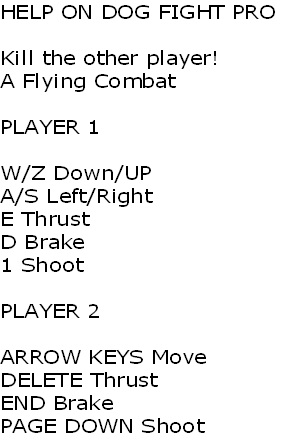 HELP ON DOG FIGHT PRO
Kill the other player!
A Flying Combat
PLAYER 1
W/Z Down/UP
A/S Left/Right
E Thrust
D Brake
1 Shoot
PLAYER 2
ARROW KEYS Move
DELETE Thrust
END Brake
PAGE DOWN Shoot